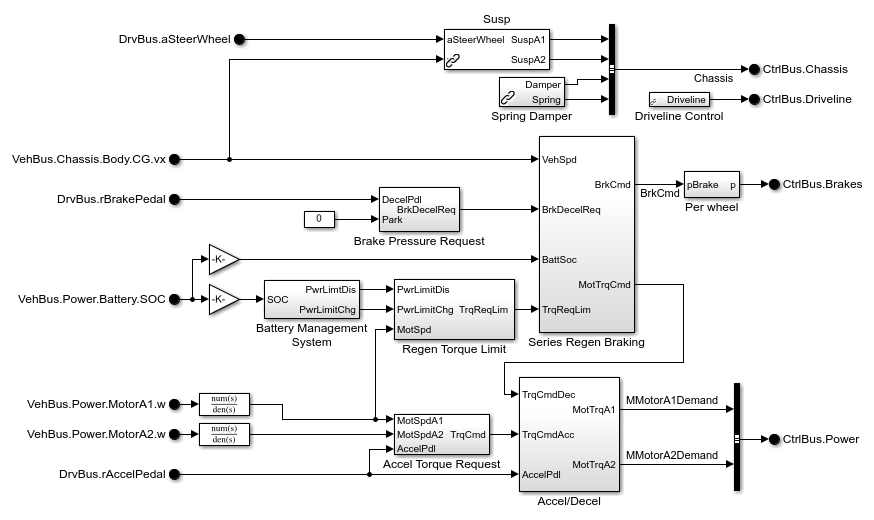 Susp
DrvBus.aSteerWheel
aSteerWheel SuspA1
SuspA2
Damper
Spring
Spring Damper
Chassis
CtrlBus.Chassis
Driveline
CtrlBus.Driveline
Driveline Control
VehBus.Chassis.Body.CG.vx
VehSpd
BrkCmd
BrkCmd
pBrake p
CtrlBus.Brakes
Per wheel
DrvBus.rBrakePedal
DecelPdl
BrkDecelReq
Park
0
Brake Pressure Request
BrkDecelReq
-K-
BattSoc
VehBus.Power.Battery.SOC
-K-
SOC
PwrLimtDis
PwrLimitChg
Battery Management
System
PwrLimitDis
PwrLimitChg TrqReqLim
MotSpd
Regen Torque Limit
MotTrqCmd
TrqReqLim
Series Regen Braking
VehBus.Power.MotorA1.w
num(s)
den(s)
VehBus.Power.MotorA2.w
num(s)
den(s)
MotSpdA1
MotSpdA2 TrqCmd
AccelPdl
Accel Torque Request
DrvBus.rAccelPedal
TrqCmdDec
MotTrqA1
TrqCmdAcc
MotTrqA2
AccelPdl
Accel/Decel
MMotorA1Demand
MMotorA2Demand
CtrlBus.Power